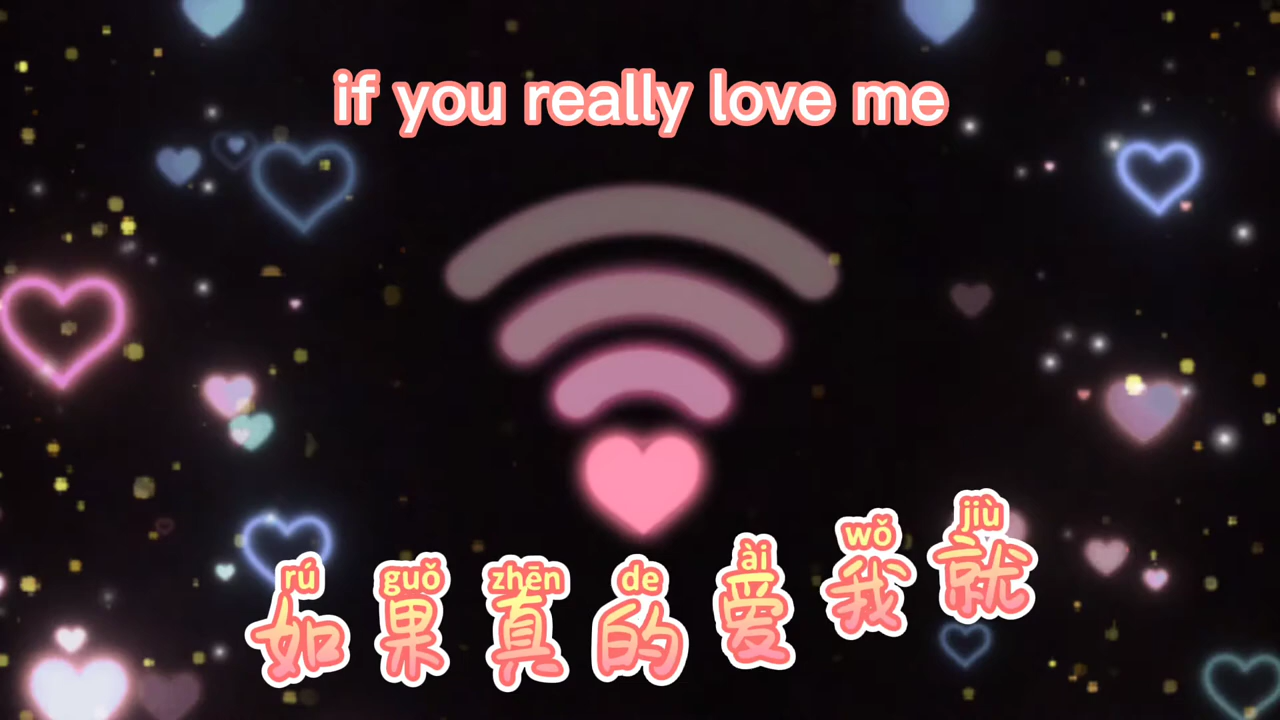 if you really love me
rú guǒ zhēn de ài wǒ jiù
如果真的爱我就